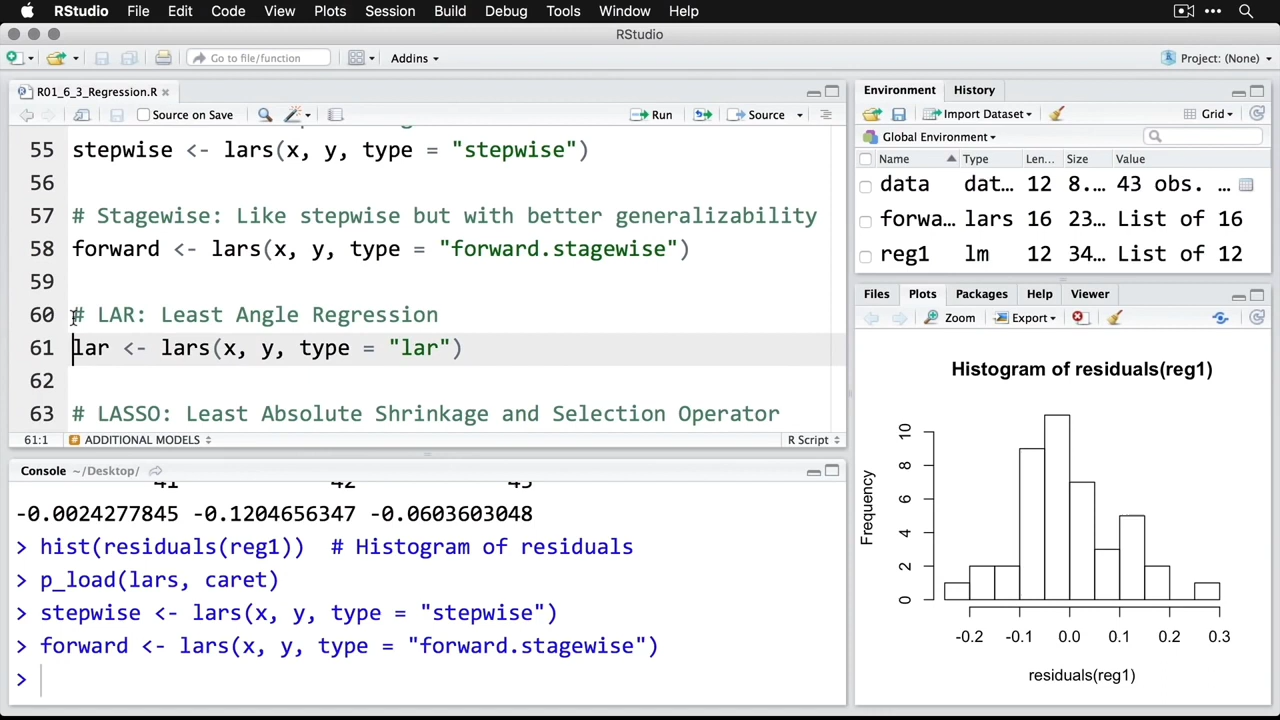 RStudio File Edit Code View Plots Session Build Debug Tools Window Help
RStudio
Go to file/function Addins Project: (None)
R01_6_3_Regression.R
Source on Save Run Source
55 stepwise <- lars(x, y, type = "stepwise")
56
57 # Stagewise: Like stepwise but with better generalizability
58 forward <- lars(x, y, type = "forward.stagewise")
59
60 # LAR: Least Angle Regression
61 lar <- lars(x, y, type = "lar")
62
63 # LASSO: Least Absolute Shrinkage and Selection Operator
61:1 ADDITIONAL MODELS R Script
Console ~/Desktop/
-0.0024277845 -0.1204656347 -0.0603603048
> hist(residuals(reg1))  # Histogram of residuals
> p_load(lars, caret)
> stepwise <- lars(x, y, type = "stepwise")
> forward <- lars(x, y, type = "forward.stagewise")
>
Environment History
Import Dataset Grid
Global Environment
Name Type Len... Size Value
data dat... 12 8.... 43 obs. ...
forwa... lars 16 23... List of 16
reg1 lm 12 34... List of 12
Files Plots Packages Help Viewer
Zoom Export
Histogram of residuals(reg1)
Frequency
10
8
6
4
2
0
-0.2 -0.1 0.0 0.1 0.2 0.3
residuals(reg1)